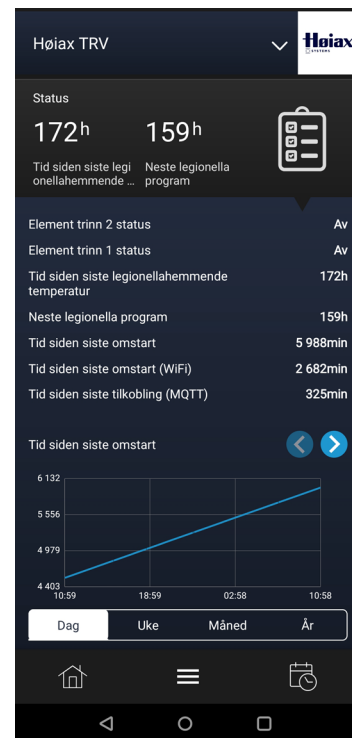 Høiax TRV
Høiax
SYSTEMS
Status
172h
159h
Tid siden siste legi
onellahemmende ...
Neste legionella
program
Element trinn 2 status Av
Element trinn 1 status Av
Tid siden siste legionellahemmende
temperatur
172h
Neste legionella program 159h
Tid siden siste omstart 5 988min
Tid siden siste omstart (WiFi) 2 682min
Tid siden siste tilkobling (MQTT) 325min
Tid siden siste omstart
6 132
5 556
4 979
4 403
10:59 18:59 02:58 10:58
Dag Uke Måned År